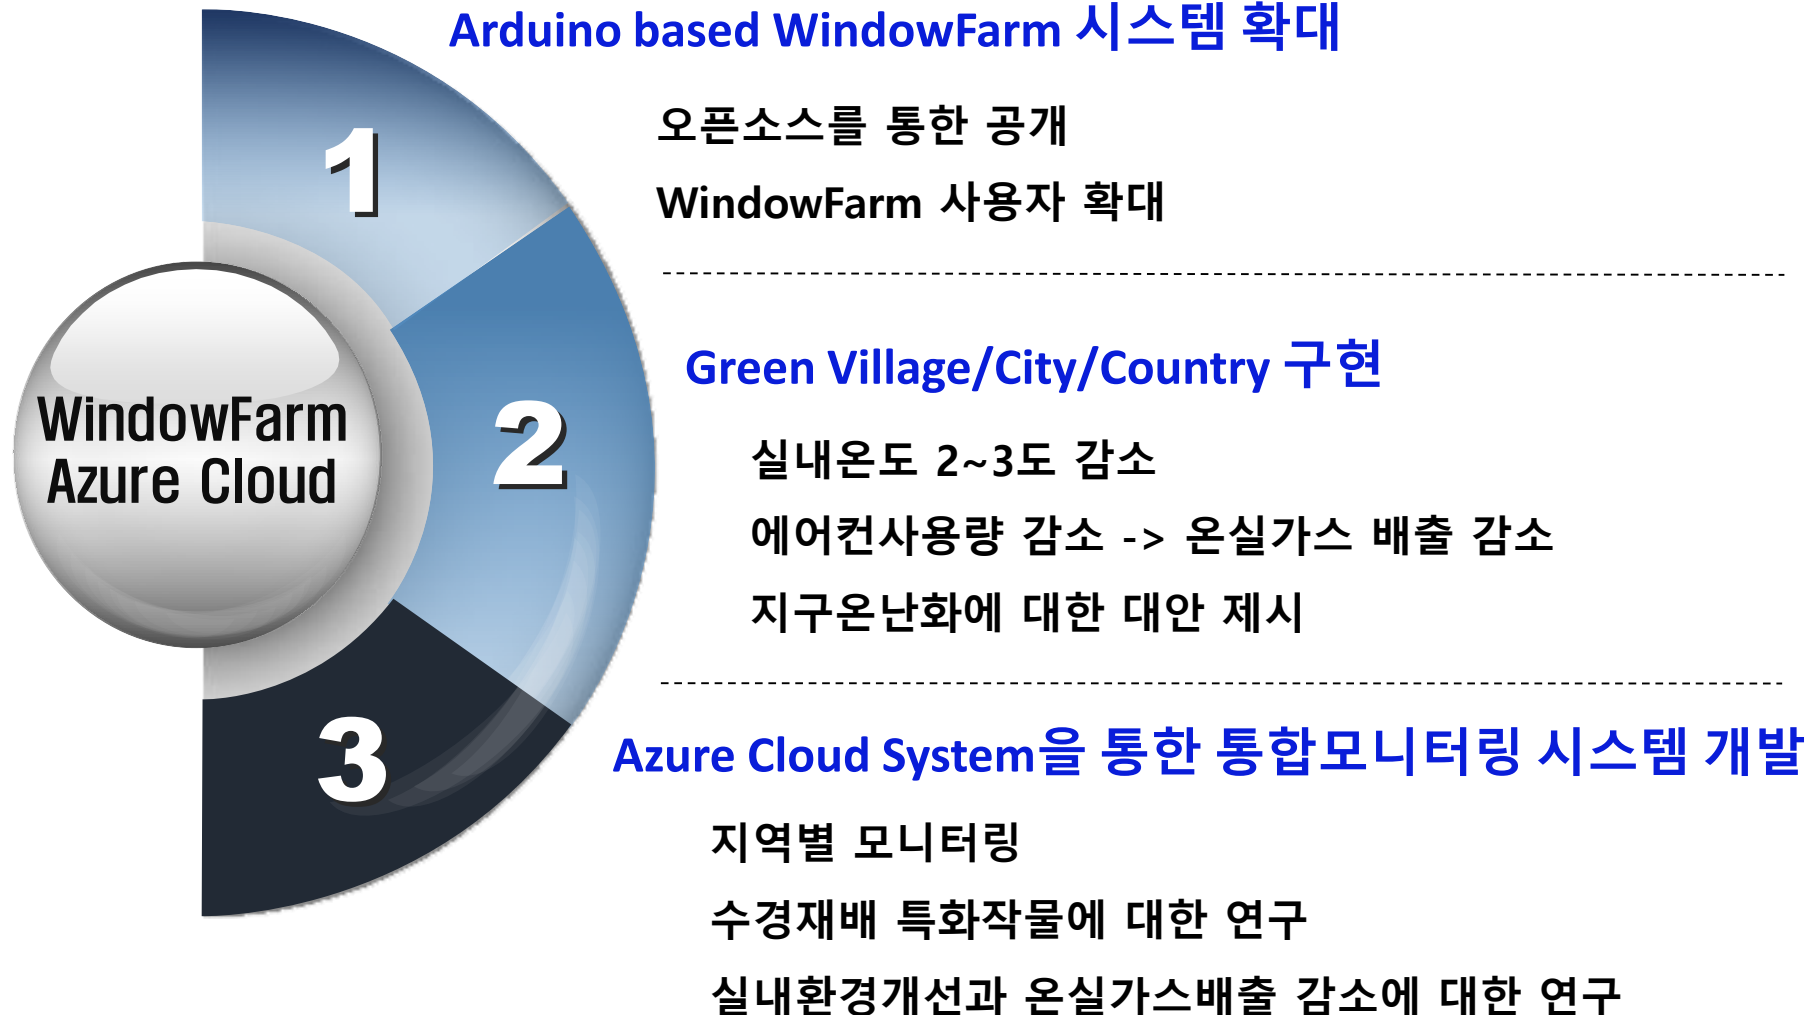 Arduino based WindowFarm 시스템 확대
1
오픈소스를 통한 공개
WindowFarm 사용자 확대
WindowFarm
Azure Cloud
Green Village/City/Country 구현
2
실내온도 2~3도 감소
에어컨사용량 감소 -> 온실가스 배출 감소
지구온난화에 대한 대안 제시
Azure Cloud System을 통한 통합모니터링 시스템 개발
3
지역별 모니터링
수경재배 특화작물에 대한 연구
실내환경개선과 온실가스배출 감소에 대한 연구